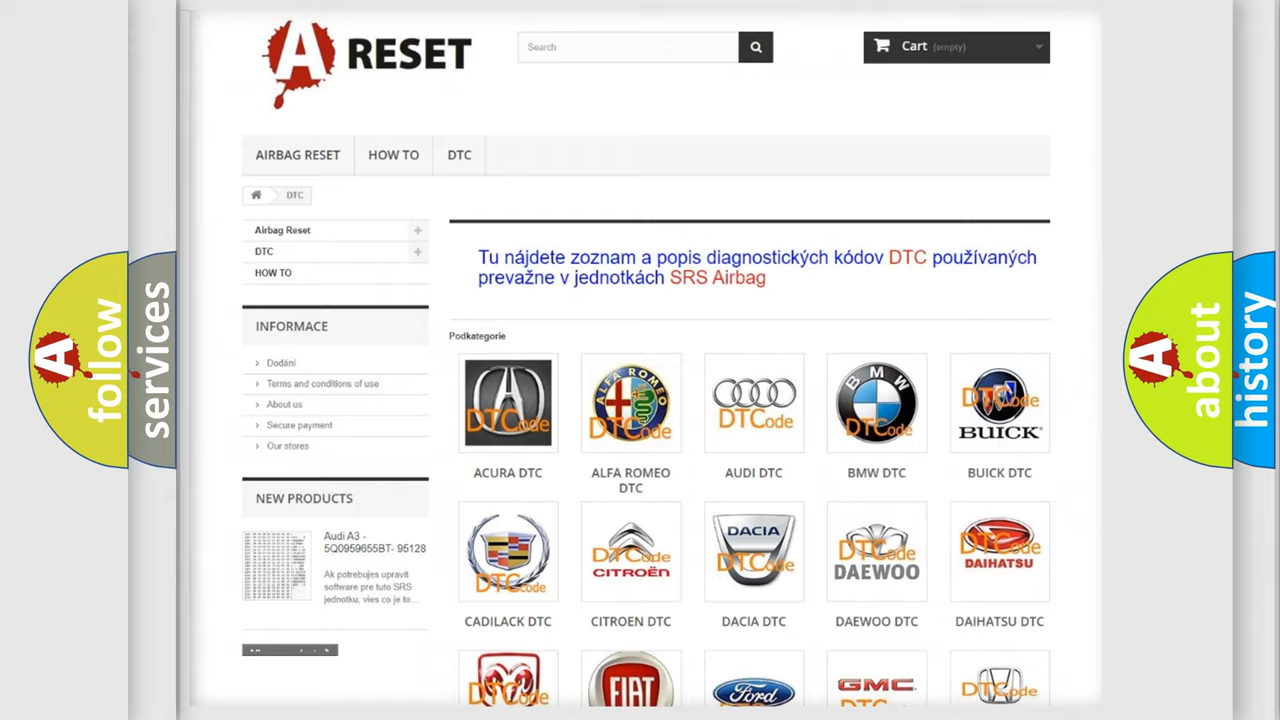 A RESET
Search
Cart (empty)
AIRBAG RESET
HOW TO
DTC
DTC
Airbag Reset
DTC
HOW TO
INFORMACE
Dodání
Terms and conditions of use
About us
Secure payment
Our stores
NEW PRODUCTS
Audi A3 -
5Q0959655BT- 95128
Ak potrebujes upravit
software pre tuto SRS
jednotku, vies co je to...
Tu nájdete zoznam a popis diagnostických kódov DTC používaných
prevažne v jednotkách SRS Airbag
Podkategorie
DTCode
ALFA ROMEO
DTCode
DTCode
BMW
DTCode
DTCode
BUICK
ACURA DTC
ALFA ROMEO
DTC
AUDI DTC
BMW DTC
BUICK DTC
DTCode
DTCode
CITROËN
DACIA
DTCode
DTCode
DAEWOO
DTCode
DAIHATSU
CADILACK DTC
CITROEN DTC
DACIA DTC
DAEWOO DTC
DAIHATSU DTC
DTCode
FIAT
Ford
GMC
DTCode
A
follow
services
A
about
history